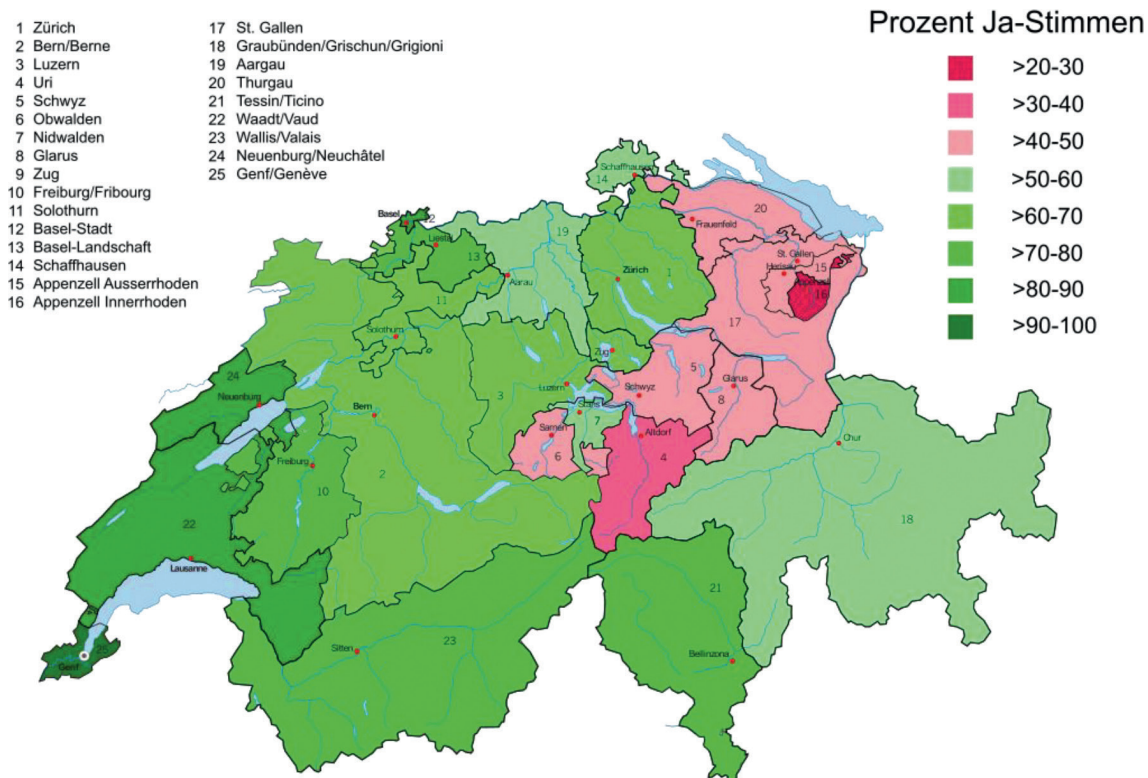 1 Zürich
2 Bern/Berne
3 Luzern
4 Uri
5 Schwyz
6 Obwalden
7 Nidwalden
8 Glarus
9 Zug
10 Freiburg/Fribourg
11 Solothurn
12 Basel-Stadt
13 Basel-Landschaft
14 Schaffhausen
15 Appenzell Ausserrhoden
16 Appenzell Innerrhoden
17 St. Gallen
18 Graubünden/Grischun/Grigioni
19 Aargau
20 Thurgau
21 Tessin/Ticino
22 Waadt/Vaud
23 Wallis/Valais
24 Neuenburg/Neuchâtel
25 Genf/Genève
Prozent Ja-Stimmen
>20-30
>30-40
>40-50
>50-60
>60-70
>70-80
>80-90
>90-100
Schaffhausen
14
Basel
12
Liestal
13
19
20
Frauenfeld
St. Gallen
Herisau
15
Appenzell
16
Aarau
Zürich
1
11
17
Solothurn
Zug
24
Neuenburg
Luzern
Schwyz
5
Glarus
8
3
Bern
Stans
7
Sarnen
6
Altdorf
4
Chur
Freiburg
10
2
22
18
Lausanne
21
Sitten
23
Bellinzona
Genf
25